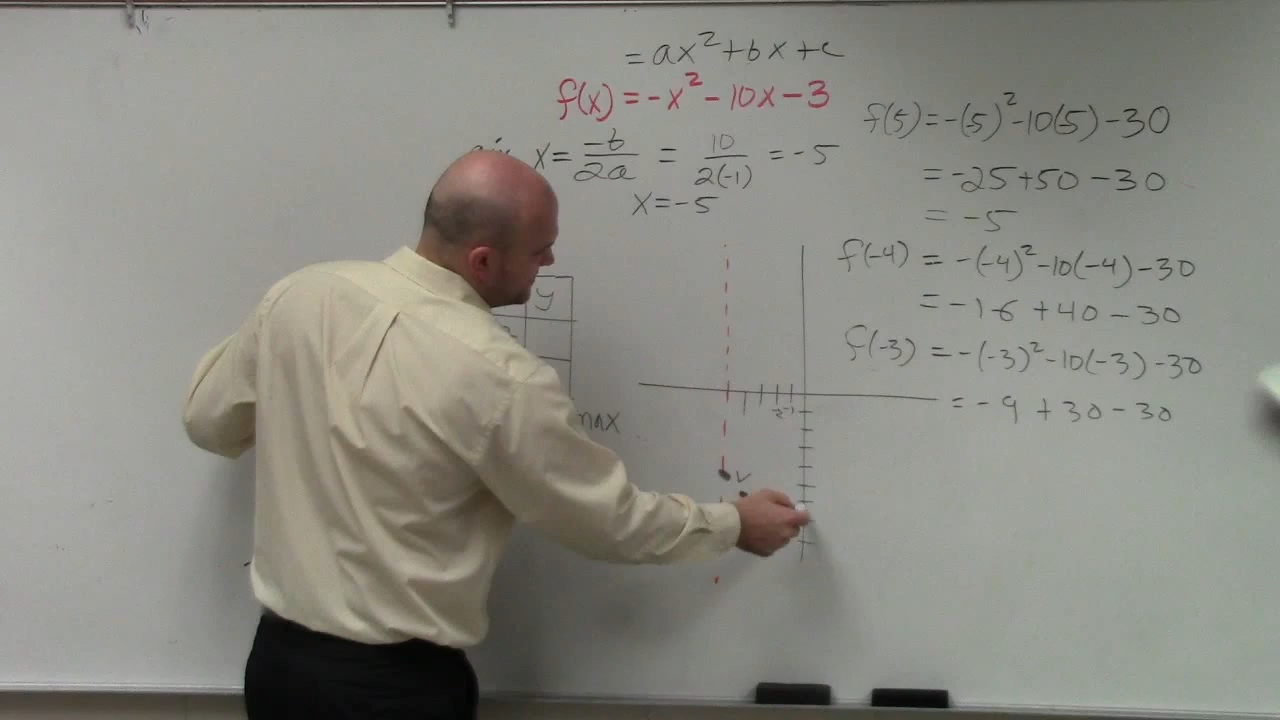 = ax² + bx + c
f(x) = -x² - 10x - 3
x = -b/2a = 10/2(-1) = -5
x = -5
f(5) = -(5)² - 10(5) - 30
= -25 + 50 - 30
= -5
f(-4) = -(-4)² - 10(-4) - 30
= -16 + 40 - 30
f(-3) = -(-3)² - 10(-3) - 30
= -9 + 30 - 30
y
max
-2 -1
V